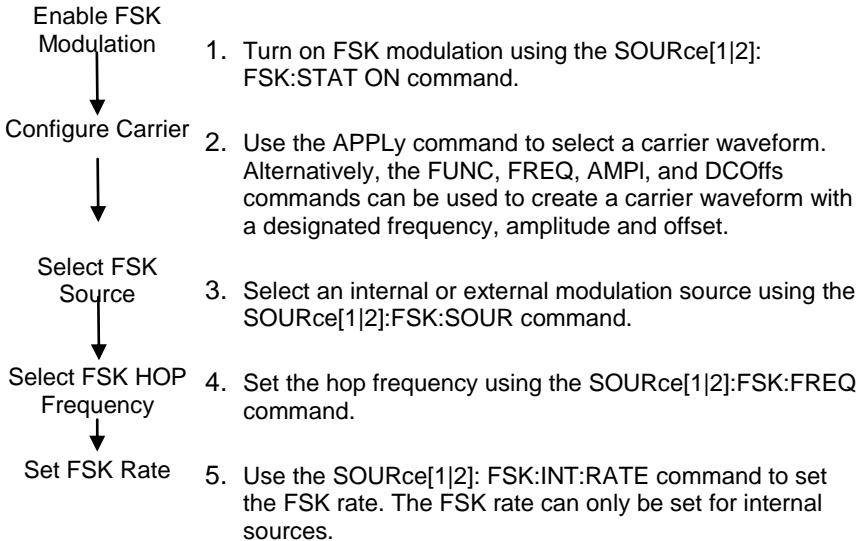 Enable FSK
Modulation
1. Turn on FSK modulation using the SOURce[1|2]:
FSK:STAT ON command.
Configure Carrier
2. Use the APPLy command to select a carrier waveform.
Alternatively, the FUNC, FREQ, AMPl, and DCOffs
commands can be used to create a carrier waveform with
a designated frequency, amplitude and offset.
Select FSK
Source
3. Select an internal or external modulation source using the
SOURce[1|2]:FSK:SOUR command.
Select FSK HOP
Frequency
4. Set the hop frequency using the SOURce[1|2]:FSK:FREQ
command.
Set FSK Rate
5. Use the SOURce[1|2]: FSK:INT:RATE command to set
the FSK rate. The FSK rate can only be set for internal
sources.